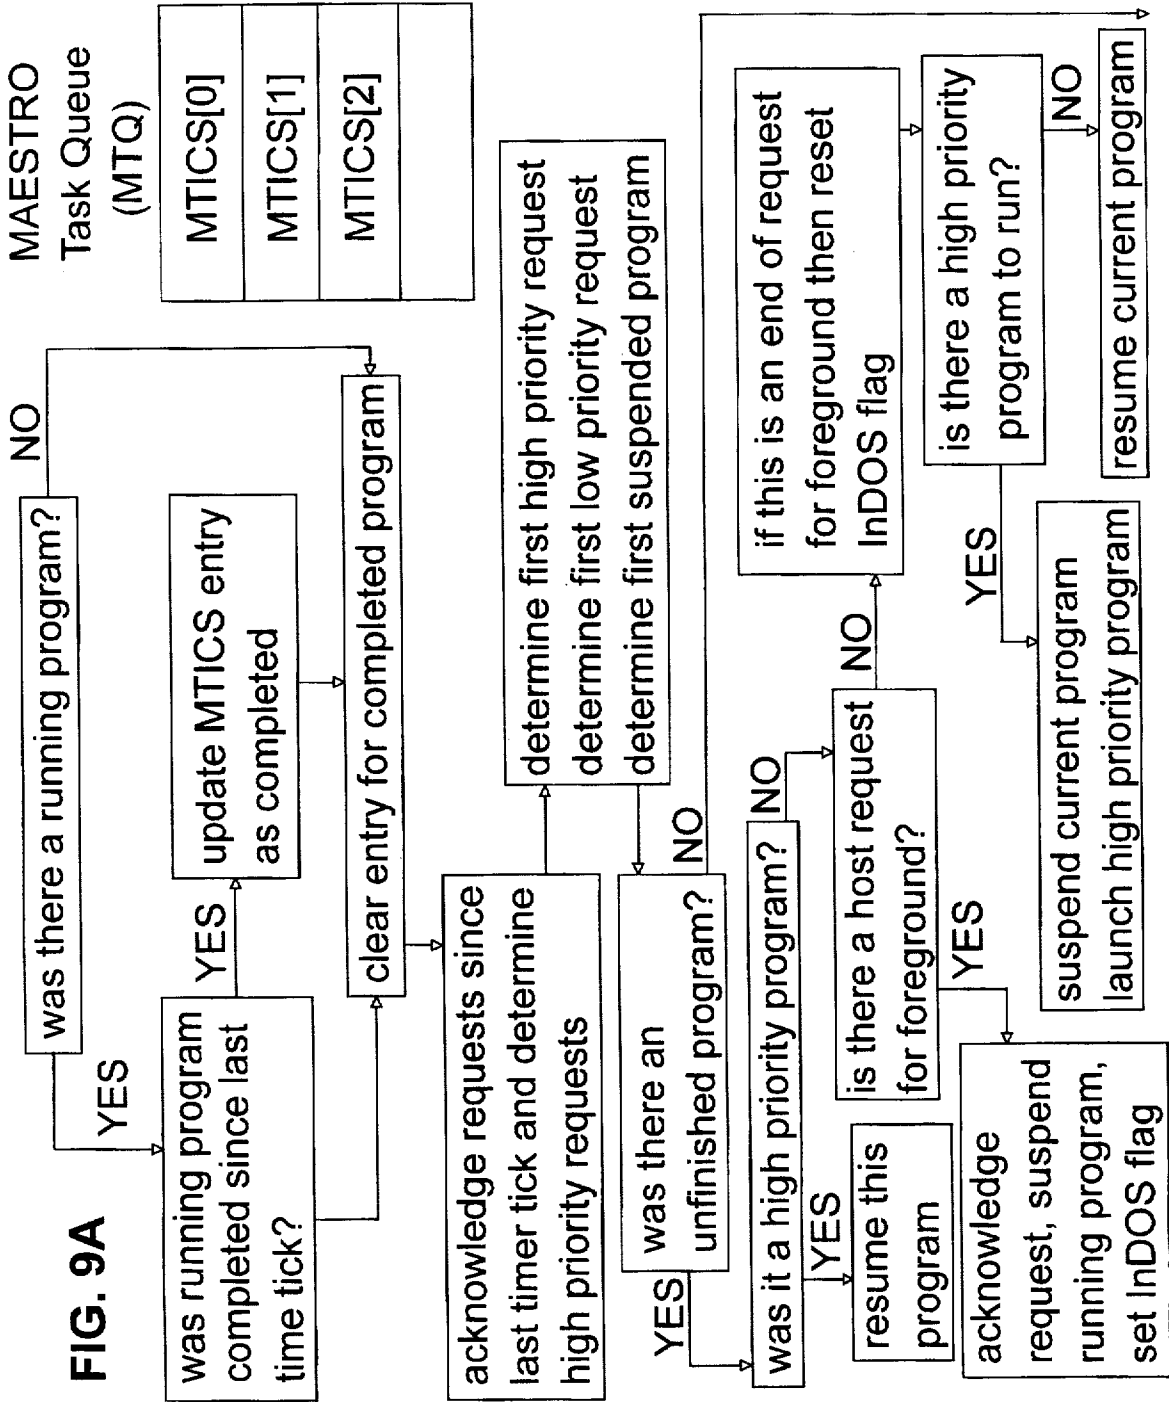 FIG. 9A
was there a running program?
NO
YES
MAESTRO
Task Queue
(MTQ)
MTICS[0]
MTICS[1]
MTICS[2]
was running program
completed since last
time tick?
YES
update MTICS entry
as completed
clear entry for completed program
acknowledge requests since
last timer tick and determine
high priority requests
determine first high priority request
determine first low priority request
determine first suspended program
was there an
unfinished program?
NO
YES
was it a high priority program?
NO
YES
resume this
program
is there a host request
for foreground?
NO
YES
acknowledge
request, suspend
running program,
set InDOS flag
if this is an end of request
for foreground then reset
InDOS flag
is there a high priority
program to run?
NO
YES
suspend current program
launch high priority program
resume current program